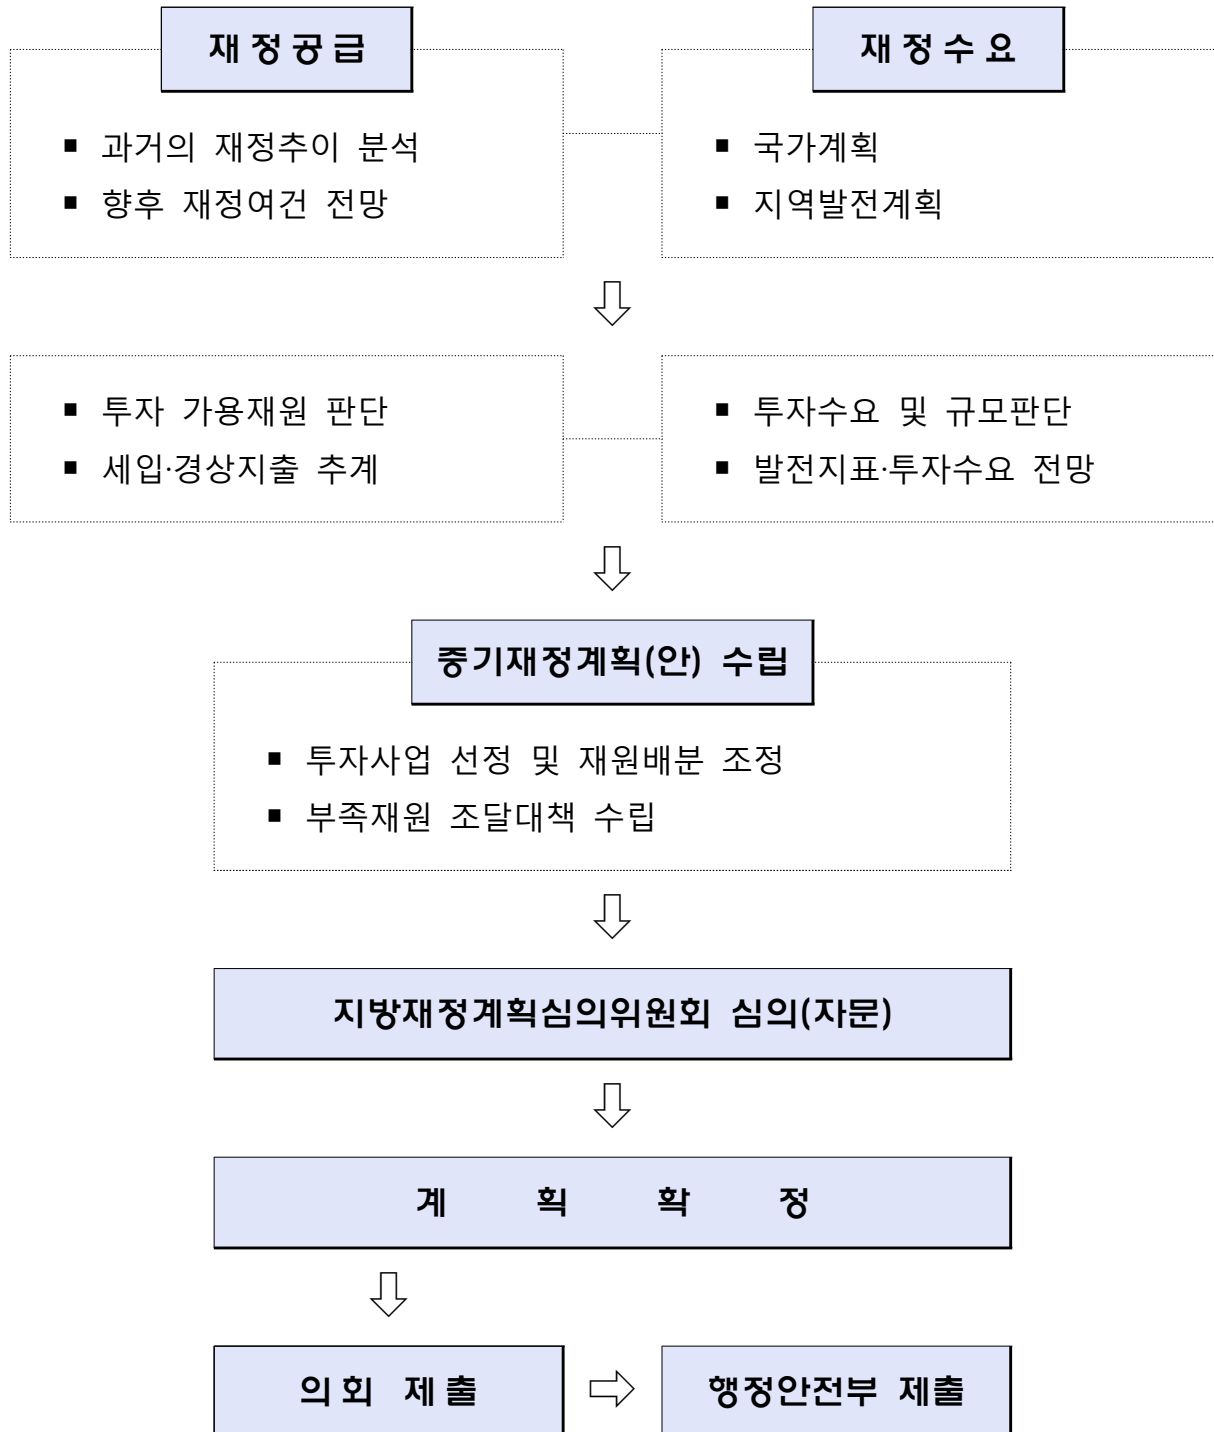 재정공급
■ 과거의 재정추이 분석
■ 향후 재정여건 전망
재정수요
■ 국가계획
■ 지역발전계획
■ 투자 가용재원 판단
■ 세입·경상지출 추계
■ 투자수요 및 규모판단
■ 발전지표·투자수요 전망
중기재정계획(안) 수립
■ 투자사업 선정 및 재원배분 조정
■ 부족재원 조달대책 수립
지방재정계획심의위원회 심의(자문)
계 획 확 정
의회 제출
행정안전부 제출